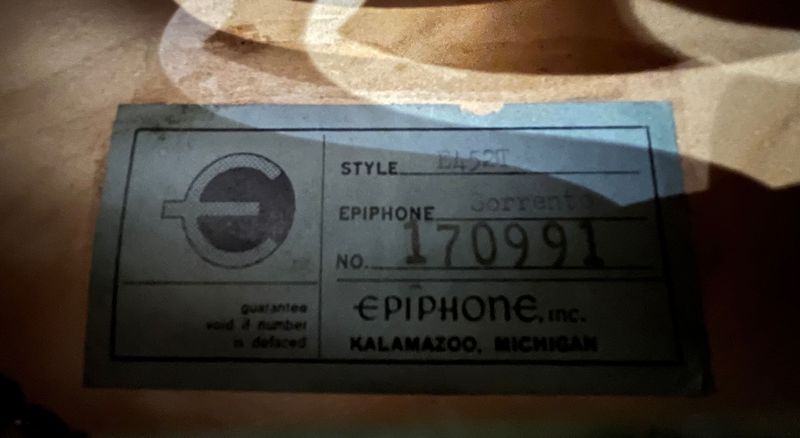 STYLE E452T
EPIPHONE Sorrento
NO. 170991
guarantee
void if number
is defaced
EPIPHONE, INC.
KALAMAZOO, MICHIGAN